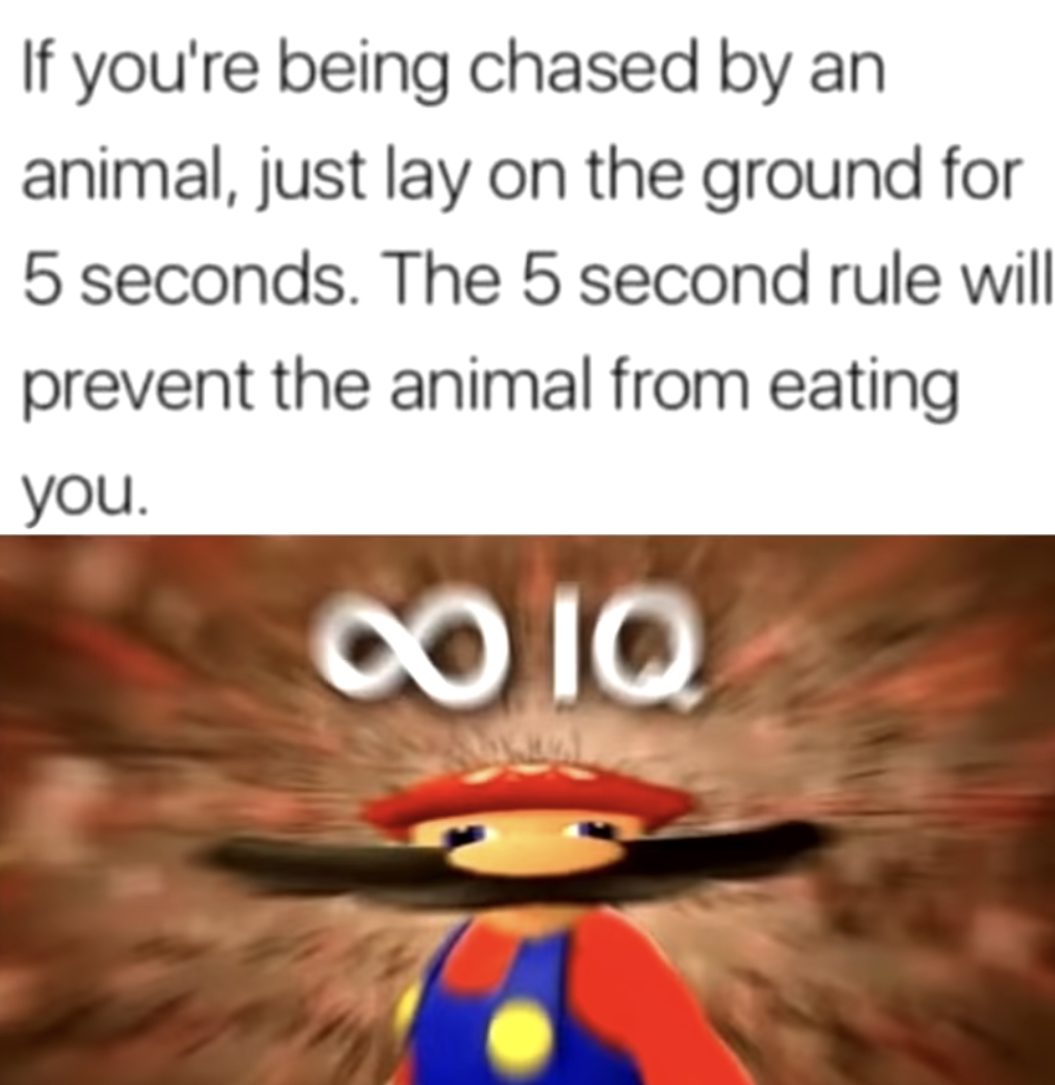 If you're being chased by an
animal, just lay on the ground for
5 seconds. The 5 second rule will
prevent the animal from eating
you.
∞ IQ